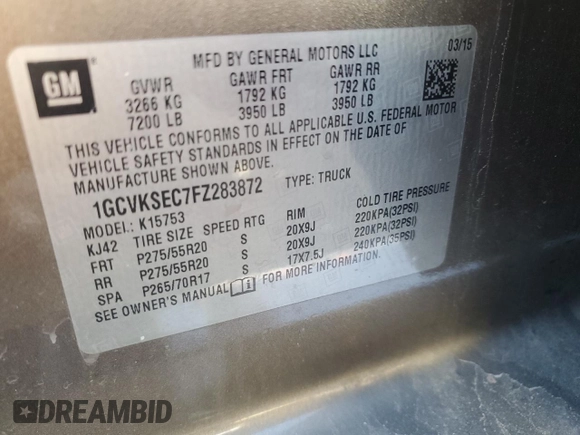 GM
MFD BY GENERAL MOTORS LLC 03/15
GVWR GAWR FRT GAWR RR
3266 KG 1792 KG 1792 KG
7200 LB 3950 LB 3950 LB
THIS VEHICLE CONFORMS TO ALL APPLICABLE U.S. FEDERAL MOTOR
VEHICLE SAFETY STANDARDS IN EFFECT ON THE DATE OF
MANUFACTURE SHOWN ABOVE.
1GCVKSEC7FZ283872 TYPE: TRUCK
MODEL: K15753
KJ42 TIRE SIZE SPEED RTG RIM COLD TIRE PRESSURE
FRT P275/55R20 S 20X9J 220KPA(32PSI)
RR P275/55R20 S 20X9J 220KPA(32PSI)
SPA P265/70R17 S 17X7.5J 240KPA(35PSI)
SEE OWNER'S MANUAL FOR MORE INFORMATION.
DREAMBID